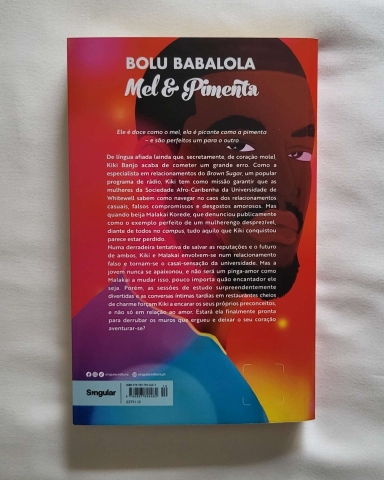 BOLU BABALOLA
Mel & Pimenta
Ele é doce como o mel, ela é picante como a pimenta
– e são perfeitos um para o outro
De língua afiada (ainda que, secretamente, de coração mole),
Kiki Banjo acaba de cometer um grande erro. Como a
especialista em relacionamentos do Brown Sugar, um popular
programa de rádio, Kiki tem como missão garantir que as
mulheres da Sociedade Afro-Caribenha da Universidade de
Whitewell sabem como navegar no caos dos relacionamentos
casuais, falsos compromissos e desgostos amorosos. Mas
quando beija Malakai Korede, que denunciou publicamente
como o exemplo perfeito de um mulherengo desprezível,
diante de todos no campus, tudo aquilo que Kiki conquistou
parece estar perdido.
Numa derradeira tentativa de salvar as reputações e o futuro
de ambos, Kiki e Malakai envolvem-se num relacionamento
falso e tornam-se o casal-sensação da universidade. Mas a
jovem nunca se apaixonou, e não será um pinga-amor como
Malakai a mudar isso, pouco importa quão encantador ele
seja. Porém, as sessões de estudo surpreendentemente
divertidas e as conversas íntimas tardias em restaurantes cheios
de charme forçam Kiki a encarar os seus próprios preconceitos,
e não só em relação ao amor. Estará ela finalmente pronta
para derrubar os muros que ergueu e deixar o seu coração
aventurar-se?
Singular